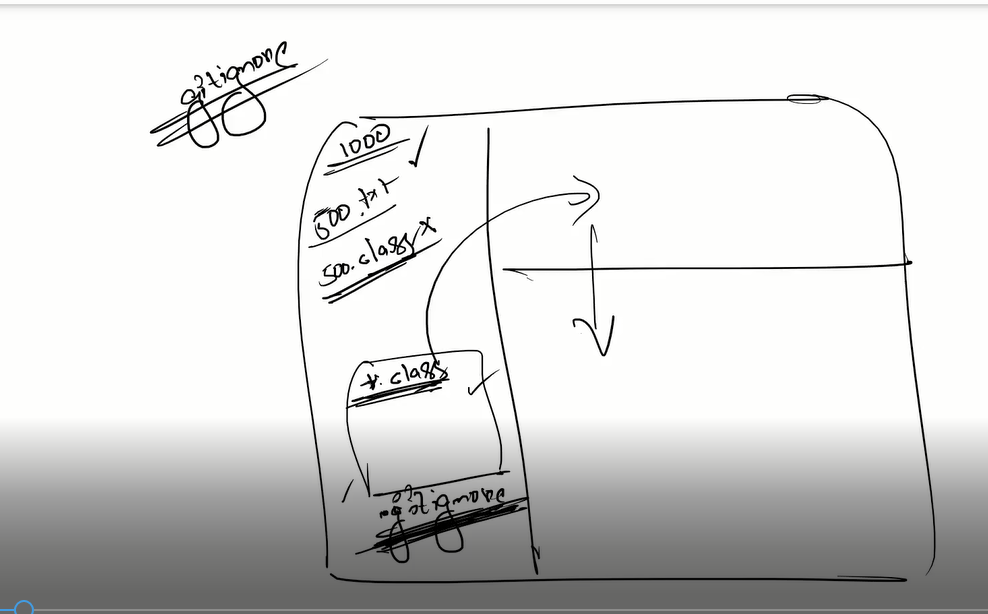 gitignore
1000
500.txt
500.class x
*.class
.gitignore